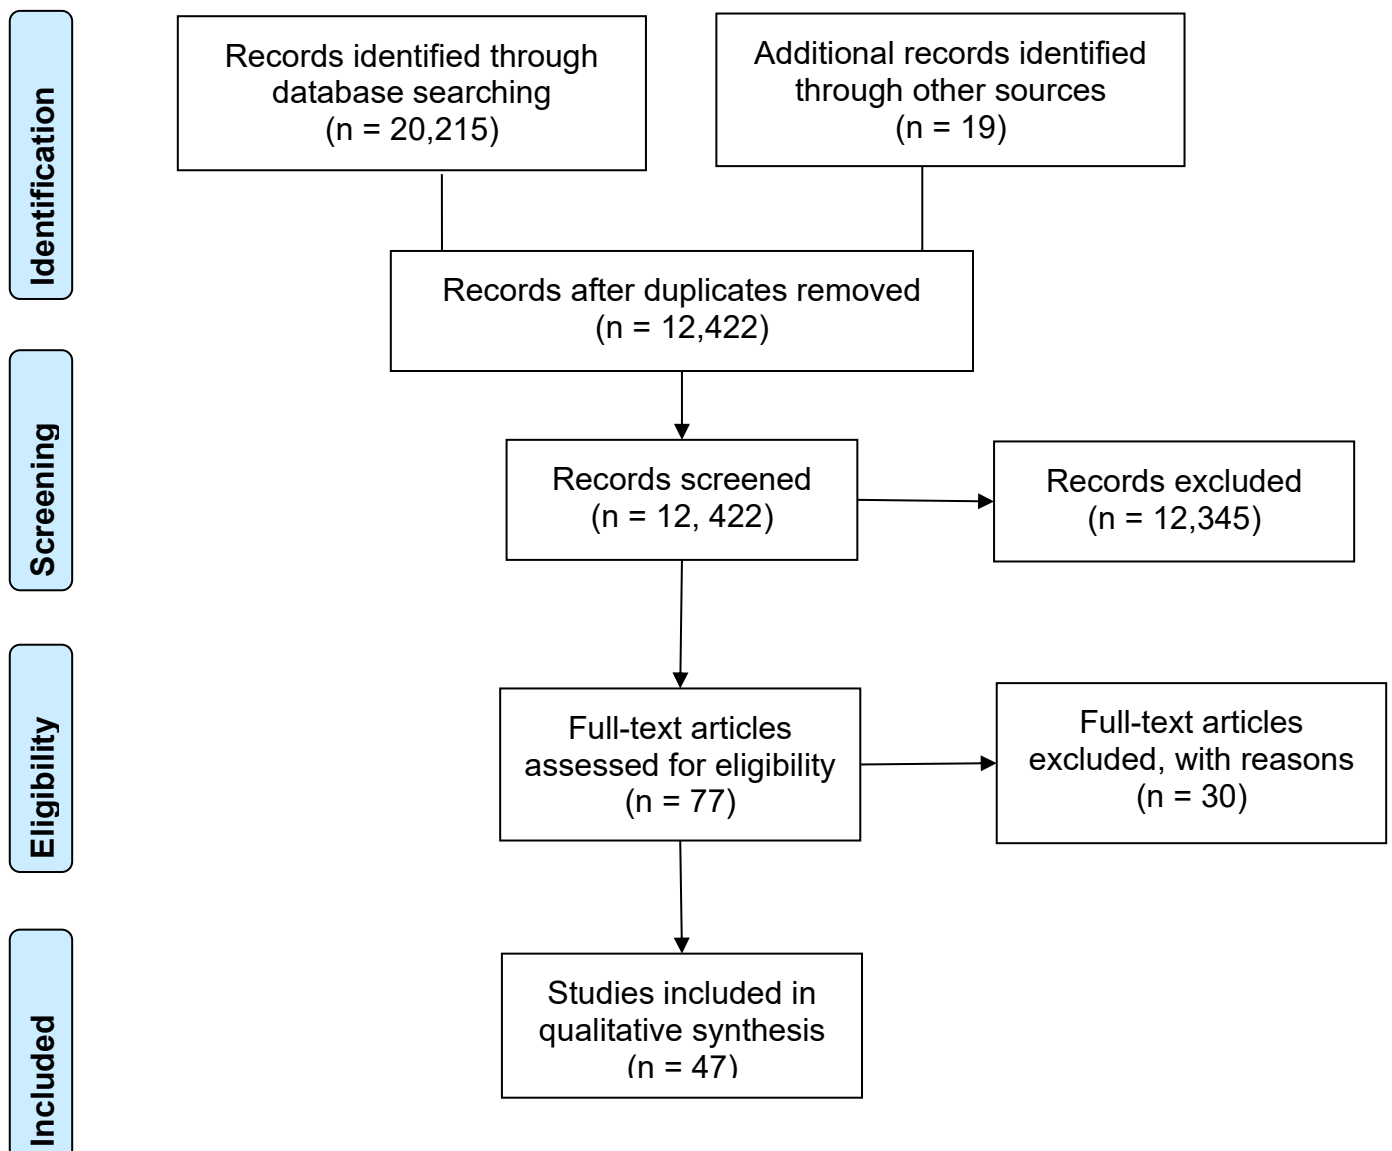 Identification
Records identified through
database searching
(n = 20,215)
Additional records identified
through other sources
(n = 19)
Records after duplicates removed
(n = 12,422)
Screening
Records screened
(n = 12, 422)
Records excluded
(n = 12,345)
Eligibility
Full-text articles
assessed for eligibility
(n = 77)
Full-text articles
excluded, with reasons
(n = 30)
Included
Studies included in
qualitative synthesis
(n = 47)